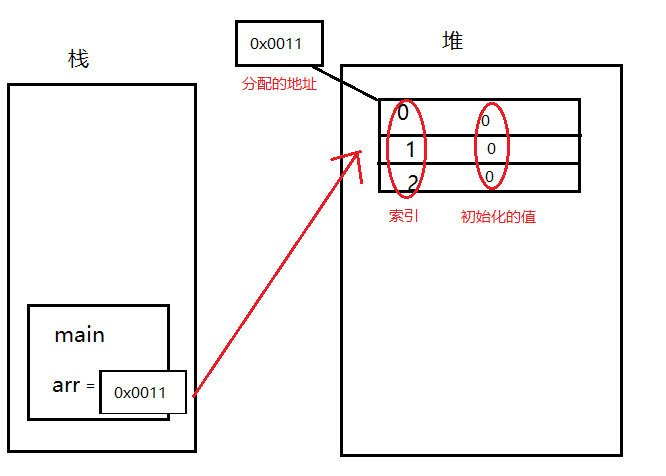 栈
0x0011
分配的地址
堆
0 0
1 0
2 0
索引 初始化的值
main
arr = 0x0011